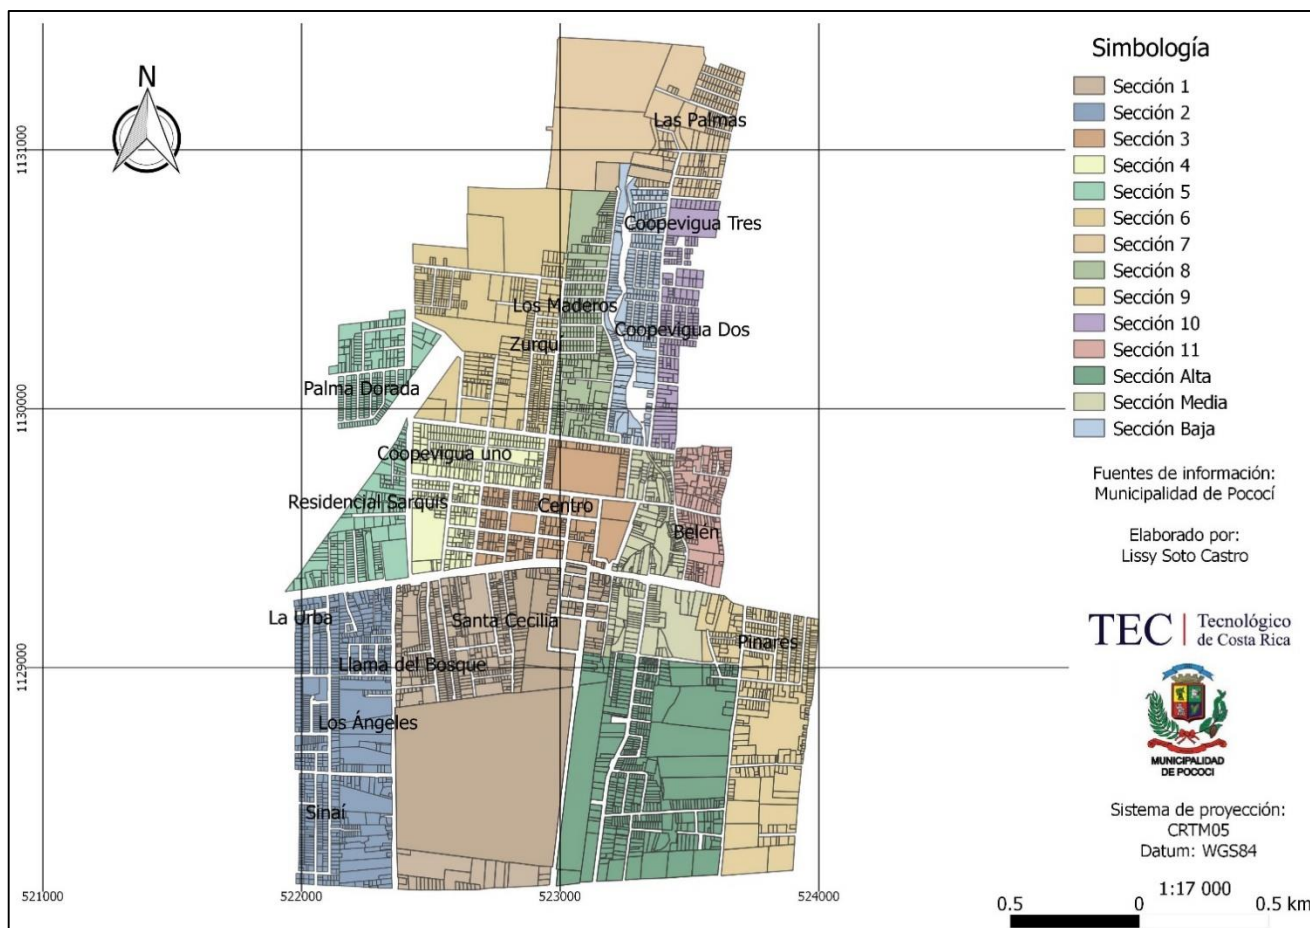 N
Las Palmas
Coopevigua Tres
Los Maderos
Coopevigua Dos
Zurquí
Palma Dorada
Coopevigua uno
Residencial Sarquis
Centro
Belén
La Urba
Santa Cecilia
Pinares
Llama del Bosque
Los Ángeles
Sinaí
1131000
1130000
1129000
521000
522000
523000
524000
Simbología
Sección 1
Sección 2
Sección 3
Sección 4
Sección 5
Sección 6
Sección 7
Sección 8
Sección 9
Sección 10
Sección 11
Sección Alta
Sección Media
Sección Baja
Fuentes de información:
Municipalidad de Pococí
Elaborado por:
Lissy Soto Castro
TEC | Tecnológico
de Costa Rica
MUNICIPALIDAD
DE POCOCI
Sistema de proyección:
CRTM05
Datum: WGS84
1:17 000
0.5 0 0.5 km